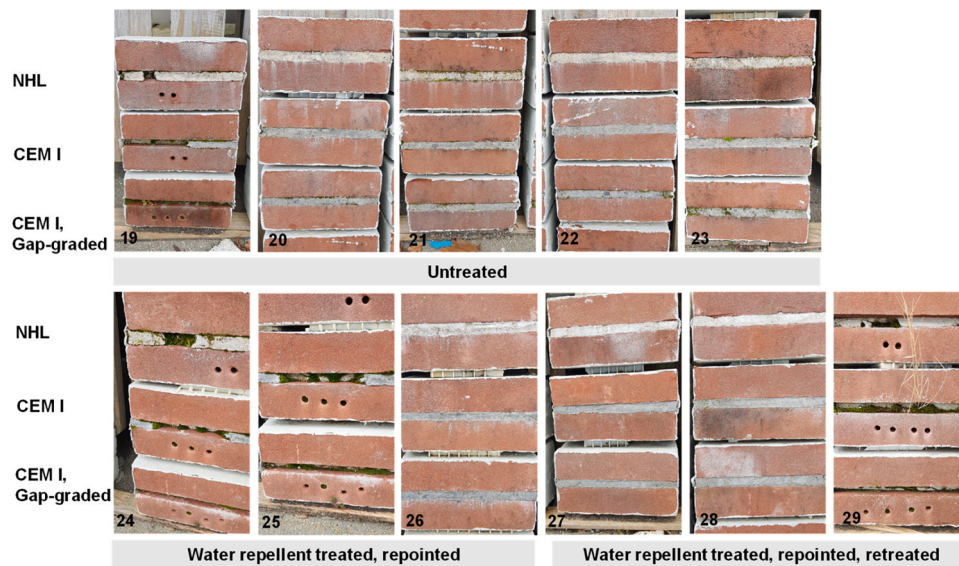 NHL
CEM I
CEM I,
Gap-graded
19
20
21
22
23
Untreated
NHL
CEM I
CEM I,
Gap-graded
24
25
26
27
28
29
Water repellent treated, repointed
Water repellent treated, repointed, retreated